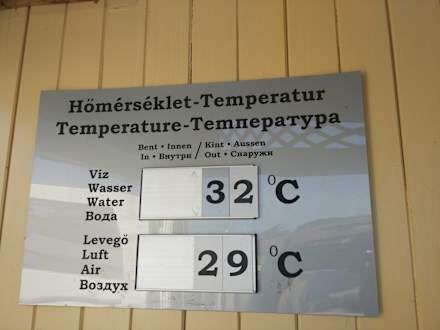 Hőmérséklet-Temperatur
Temperature-Температура
Bent • Innen / Kint • Aussen
In • Внутри / Out • Снаружи
Víz
Wasser
Water
Вода
32 °C
Levegő
Luft
Air
Воздух
29 °C